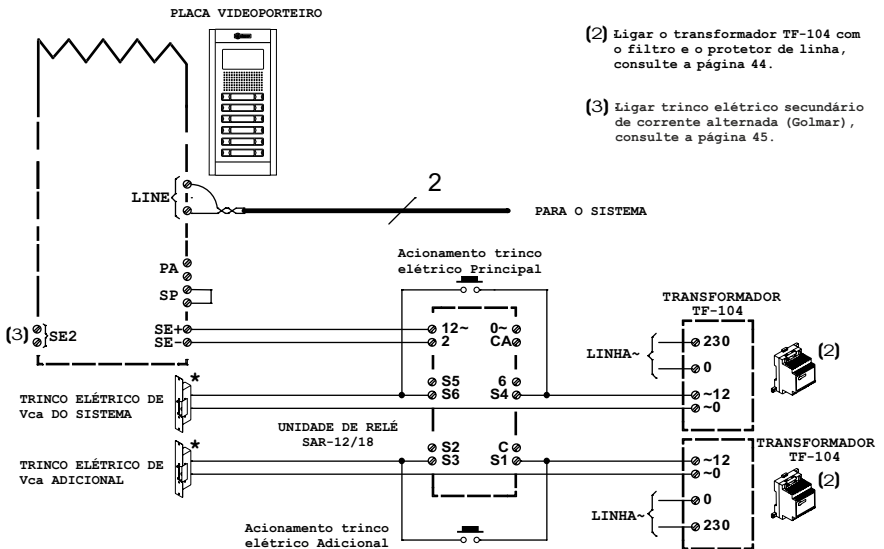 PLACA VIDEOPORTEIRO
(2) Ligar o transformador TF-104 com
o filtro e o protetor de linha,
consulte a página 44.
(3) Ligar trinco elétrico secundário
de corrente alternada (Golmar),
consulte a página 45.
LINE
2
PARA O SISTEMA
PA
SP
Acionamento trinco
elétrico Principal
(3)
SE2
SE+
SE-
12~
0~
2
CA
S5
6
S6
S4
TRANSFORMADOR
TF-104
LINHA~
230
0
~12
~0
(2)
*
TRINCO ELÉTRICO DE
Vca DO SISTEMA
UNIDADE DE RELÉ
SAR-12/18
*
TRINCO ELÉTRICO DE
Vca ADICIONAL
S2
C
S3
S1
TRANSFORMADOR
TF-104
~12
~0
LINHA~
0
230
(2)
Acionamento trinco
elétrico Adicional